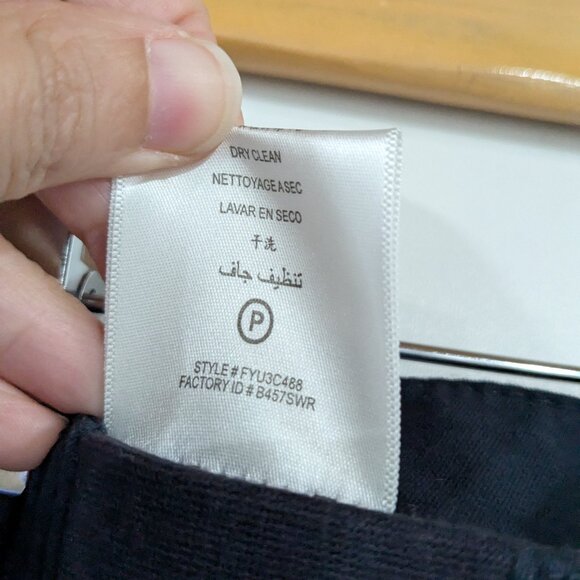 DRY CLEAN
NETTOYAGE A SEC
LAVAR EN SECO
干洗
تنظيف جاف
P
STYLE # FYU3C488
FACTORY ID # B457SWR